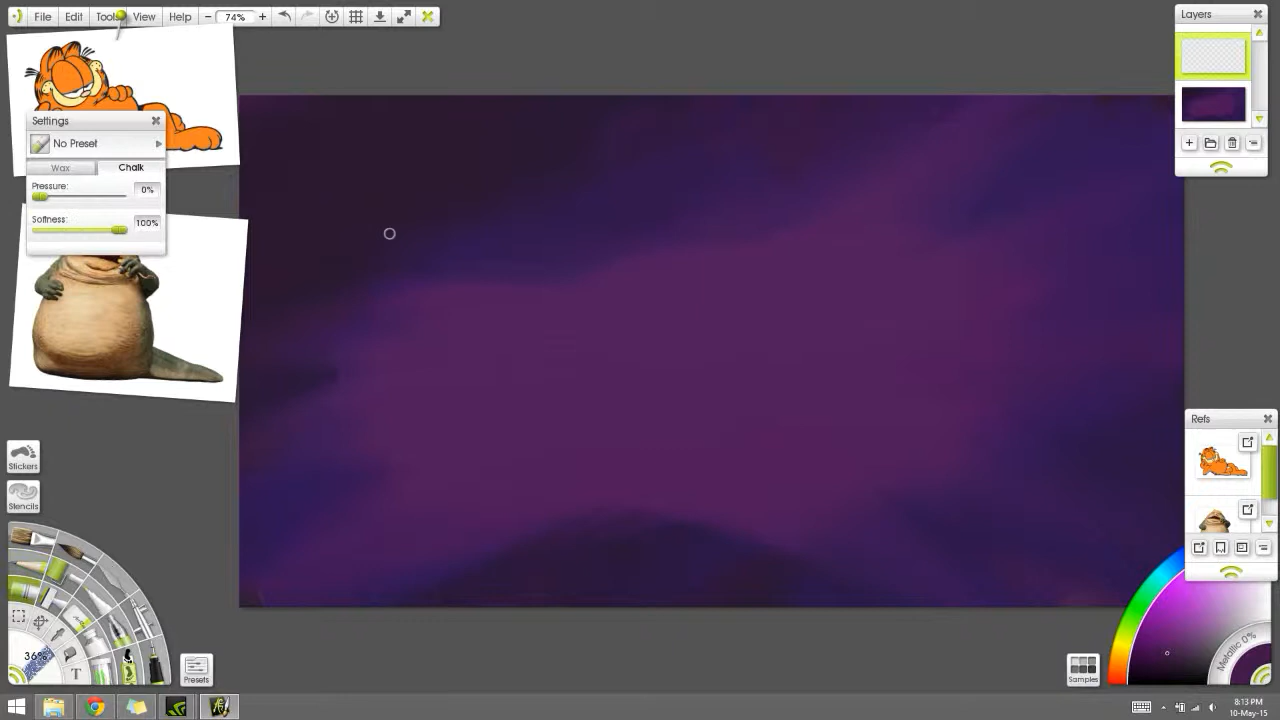 File Edit Tools View Help − 74% +
Layers
Settings
No Preset
Wax Chalk
Pressure: 0%
Softness: 100%
Refs
Stickers
Stencils
36%
T
Presets
Metallic 0%
Samples
8:13 PM
10-May-15